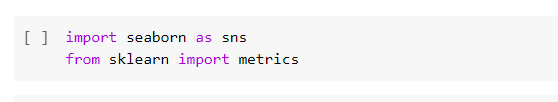 [ ] import seaborn as sns
from sklearn import metrics